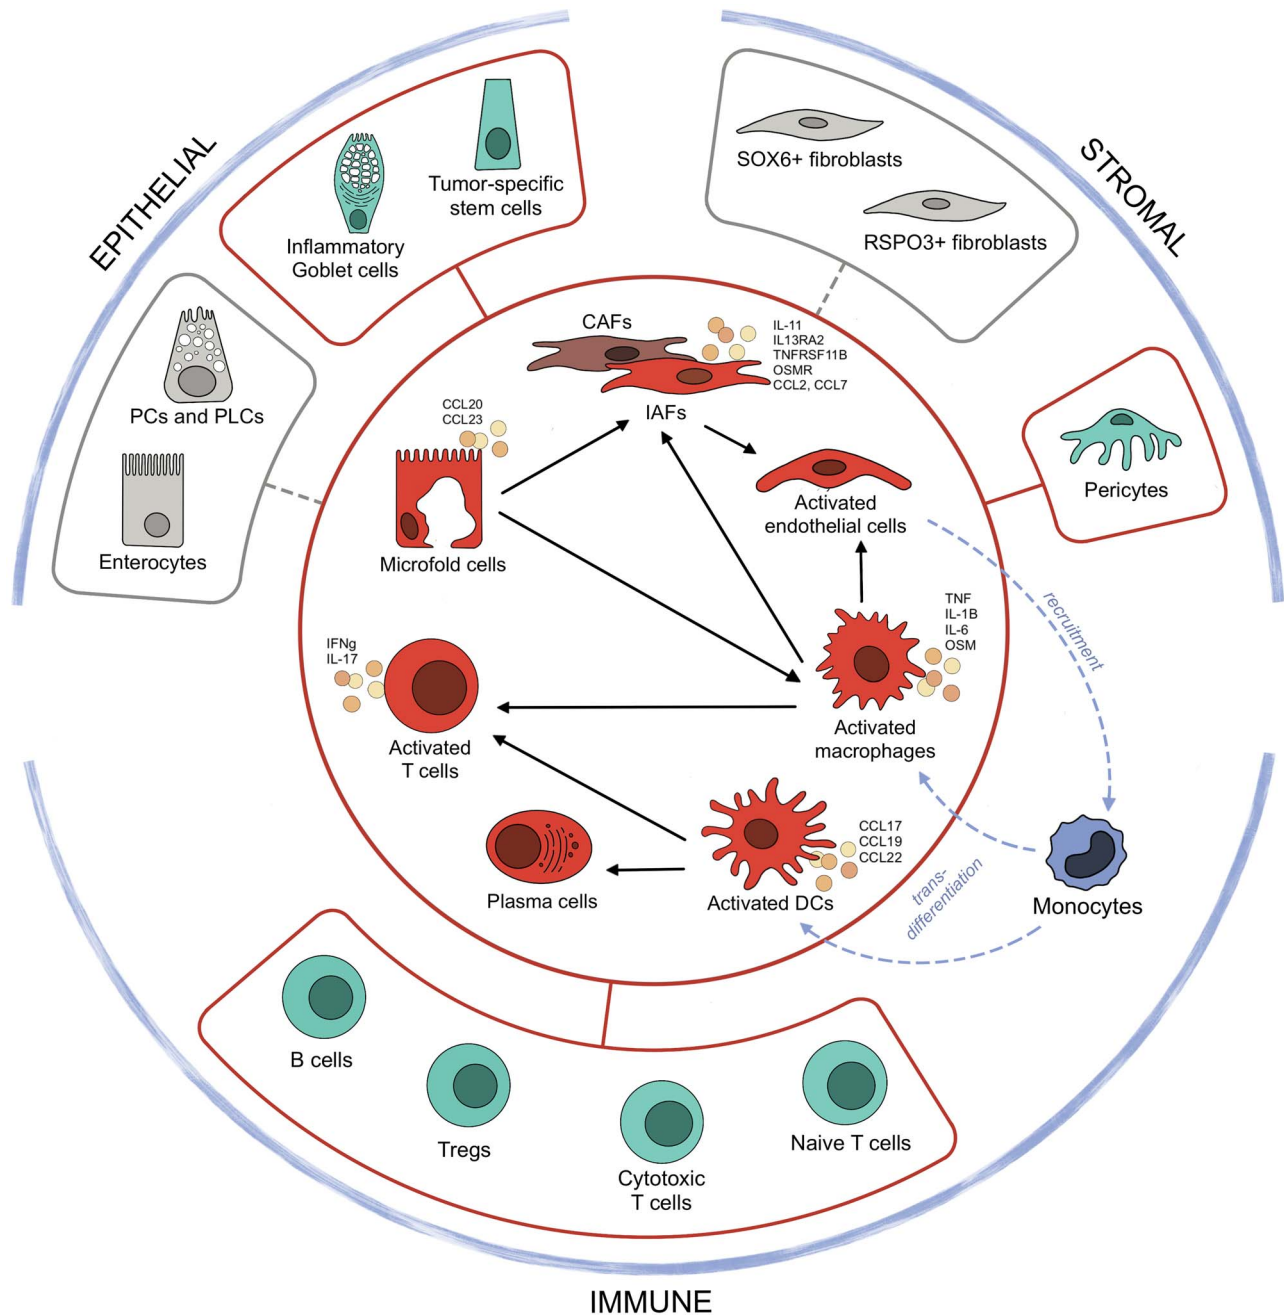 EPITHELIAL
STROMAL
Tumor-specific
stem cells
Inflammatory
Goblet cells
PCs and PLCs
Enterocytes
SOX6+ fibroblasts
RSPO3+ fibroblasts
Pericytes
CAFs
IL-11
IL13RA2
TNFRSF11B
OSMR
CCL2, CCL7
IAFs
CCL20
CCL23
Microfold cells
Activated
endothelial cells
recruitment
TNF
IL-1B
IL-6
OSM
Activated
macrophages
IFNg
IL-17
Activated
T cells
Plasma cells
CCL17
CCL19
CCL22
Activated DCs
trans-
differentiation
Monocytes
B cells
Tregs
Cytotoxic
T cells
Naive T cells
IMMUNE